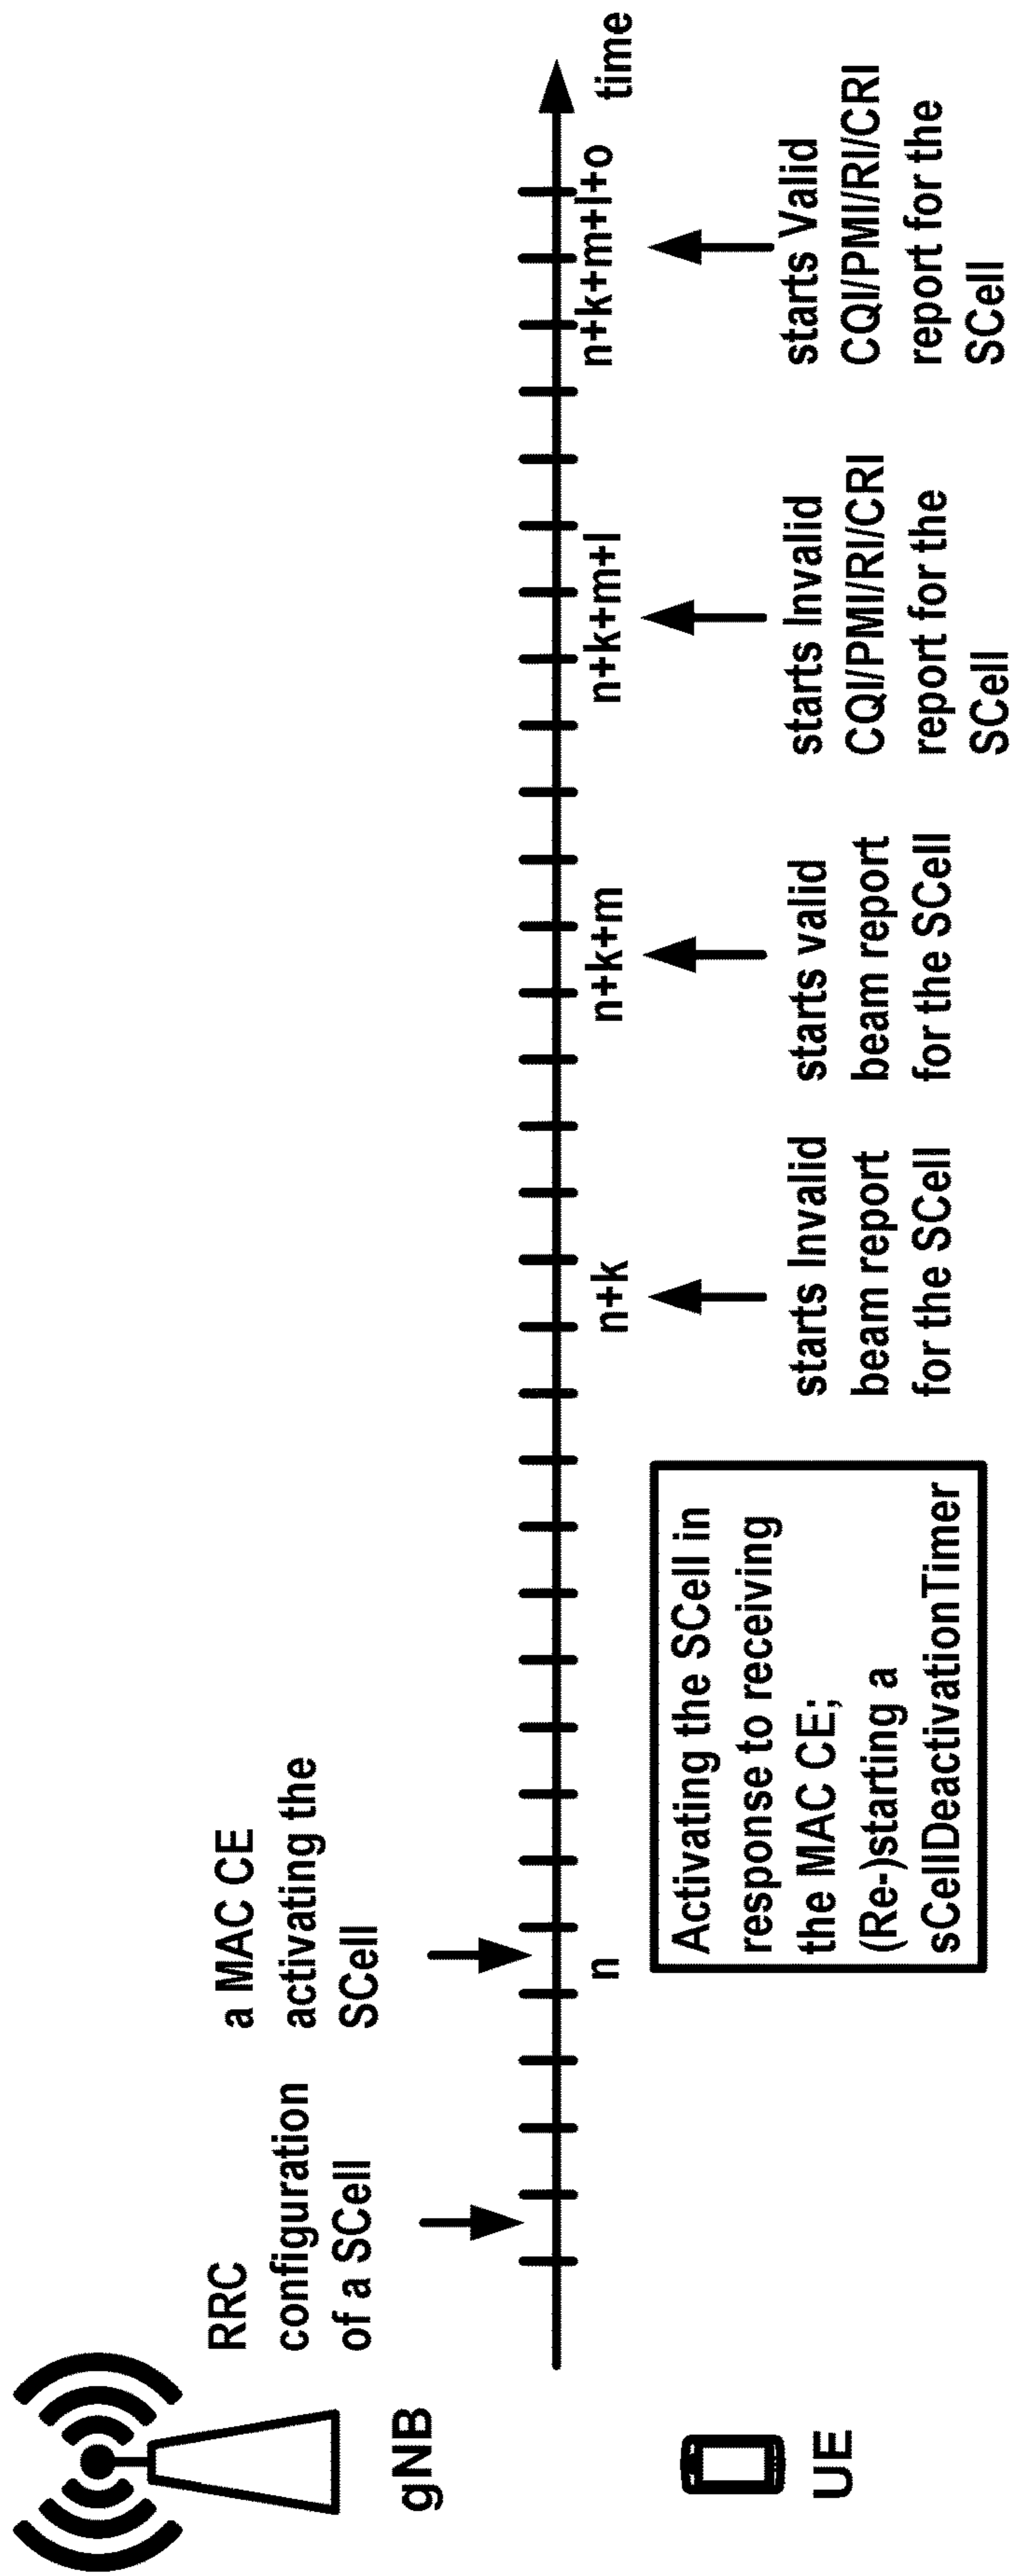 gNB
RRC
configuration
of a SCell
a MAC CE
activating the
SCell
n
n+k
n+k+m
n+k+m+l
n+k+m+l+o
time
UE
Activating the SCell in
response to receiving
the MAC CE;
(Re-)starting a
sCellDeactivationTimer
starts Invalid
beam report
for the SCell
starts valid
beam report
for the SCell
starts Invalid
CQI/PMI/RI/CRI
report for the
SCell
starts Valid
CQI/PMI/RI/CRI
report for the
SCell